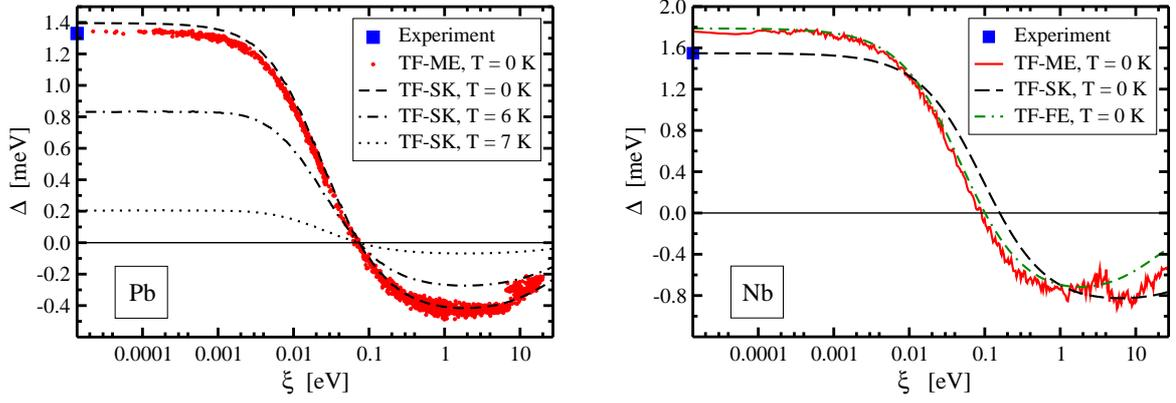 1.4
1.2
1.0
0.8
0.6
0.4
0.2
0.0
-0.2
-0.4
Δ [meV]
Experiment
TF-ME, T = 0 K
TF-SK, T = 0 K
TF-SK, T = 6 K
TF-SK, T = 7 K
Pb
0.0001 0.001 0.01 0.1 1 10
ξ [eV]
2.0
1.6
1.2
0.8
0.4
0.0
-0.4
-0.8
Δ [meV]
Experiment
TF-ME, T = 0 K
TF-SK, T = 0 K
TF-FE, T = 0 K
Nb
0.0001 0.001 0.01 0.1 1 10
ξ [eV]